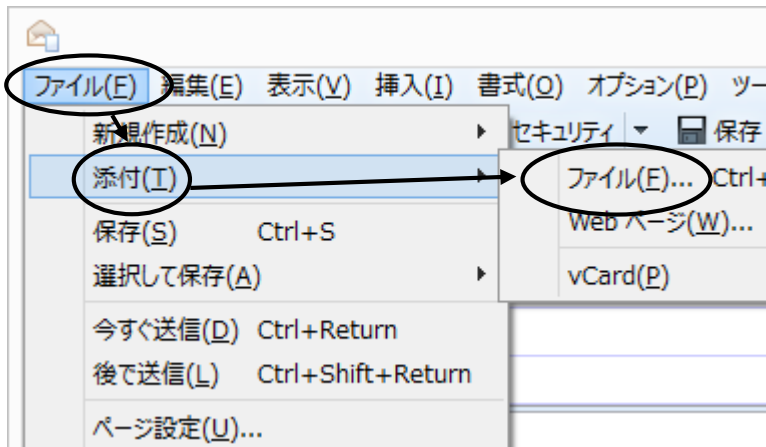 ファイル(F) 編集(E) 表示(V) 挿入(I) 書式(O) オプション(P) ツー
新規作成(N) セキュリティ 保存
添付(T) ファイル(F)... Ctrl+
Web ページ(W)...
保存(S) Ctrl+S
選択して保存(A) vCard(P)
今すぐ送信(D) Ctrl+Return
後で送信(L) Ctrl+Shift+Return
ページ設定(U)...